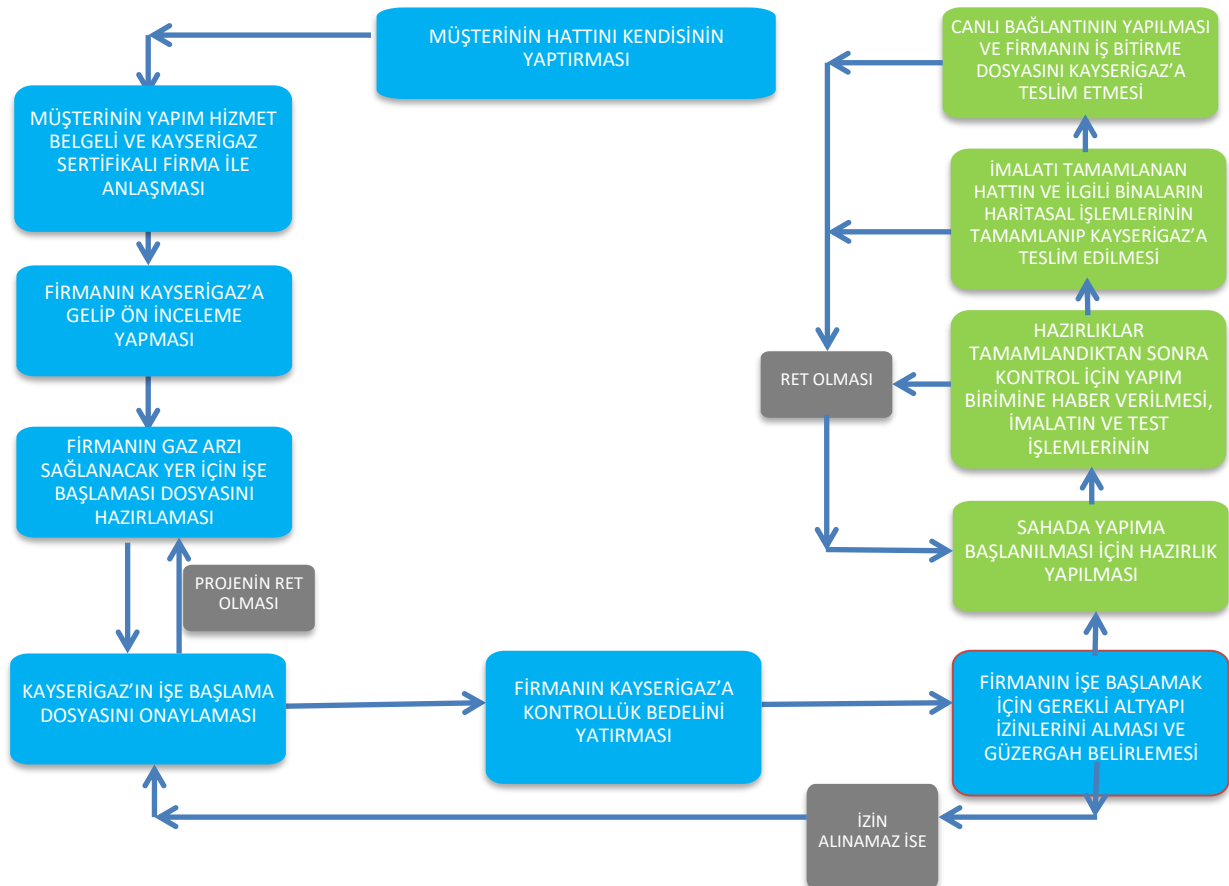 MÜŞTERİNİN HATTINI KENDİSİNİN
YAPTIRMASI
MÜŞTERİNİN YAPIM HİZMET
BELGELİ VE KAYSERİGAZ
SERTİFİKALI FİRMA İLE
ANLAŞMASI
FİRMANIN KAYSERİGAZ’A
GELİP ÖN İNCELEME
YAPMASI
FİRMANIN GAZ ARZI
SAĞLANACAK YER İÇİN İŞE
BAŞLAMASI DOSYASINI
HAZIRLAMASI
PROJENİN RET
OLMASI
KAYSERİGAZ’IN İŞE BAŞLAMA
DOSYASINI ONAYLAMASI
FİRMANIN KAYSERİGAZ’A
KONTROLLÜK BEDELİNİ
YATIRMASI
FİRMANIN İŞE BAŞLAMAK
İÇİN GEREKLİ ALTYAPI
İZİNLERİNİ ALMASI VE
GÜZERGAH BELİRLEMESİ
İZİN
ALINAMAZ İSE
SAHADA YAPIMA
BAŞLANILMASI İÇİN HAZIRLIK
YAPILMASI
HAZIRLIKLAR
TAMAMLANDIKTAN SONRA
KONTROL İÇİN YAPIM
BİRİMİNE HABER VERİLMESİ,
İMALATIN VE TEST
İŞLEMLERİNİN
RET OLMASI
İMALATI TAMAMLANAN
HATTIN VE İLGİLİ BİNALARIN
HARİTASAL İŞLEMLERİNİN
TAMAMLANIP KAYSERİGAZ’A
TESLİM EDİLMESİ
CANLI BAĞLANTININ YAPILMASI
VE FİRMANIN İŞ BİTİRME
DOSYASINI KAYSERİGAZ’A
TESLİM ETMESİ